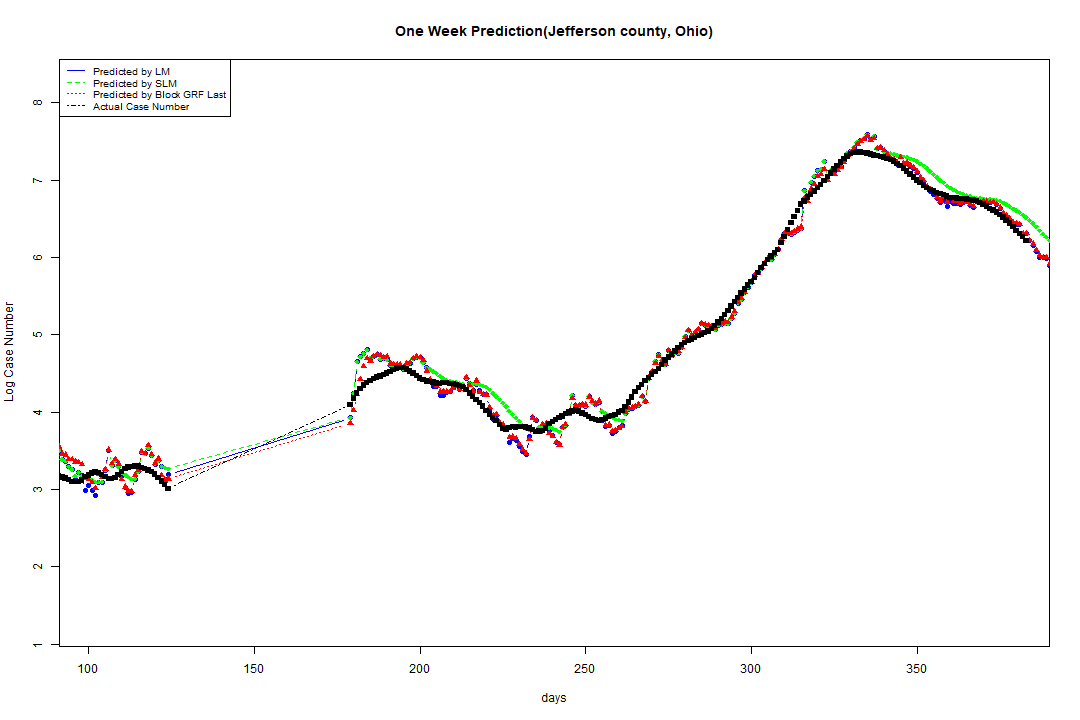 One Week Prediction(Jefferson county, Ohio)
Predicted by LM
Predicted by SLM
Predicted by Block GRF Last
Actual Case Number
Log Case Number
8
7
6
5
4
3
2
1
100 150 200 250 300 350
days